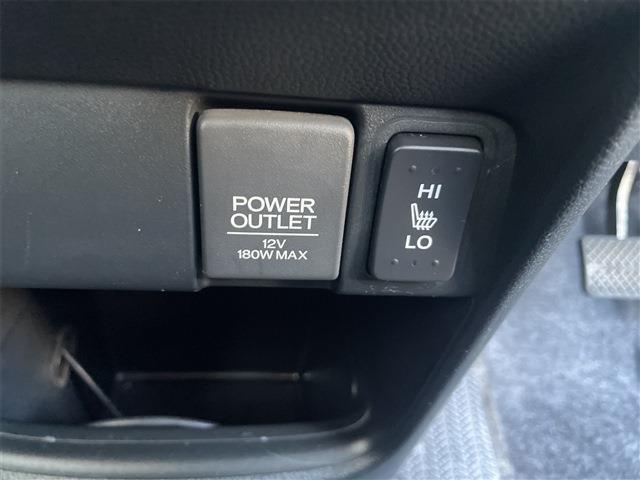 POWER
OUTLET
12V
180W MAX
HI
LO